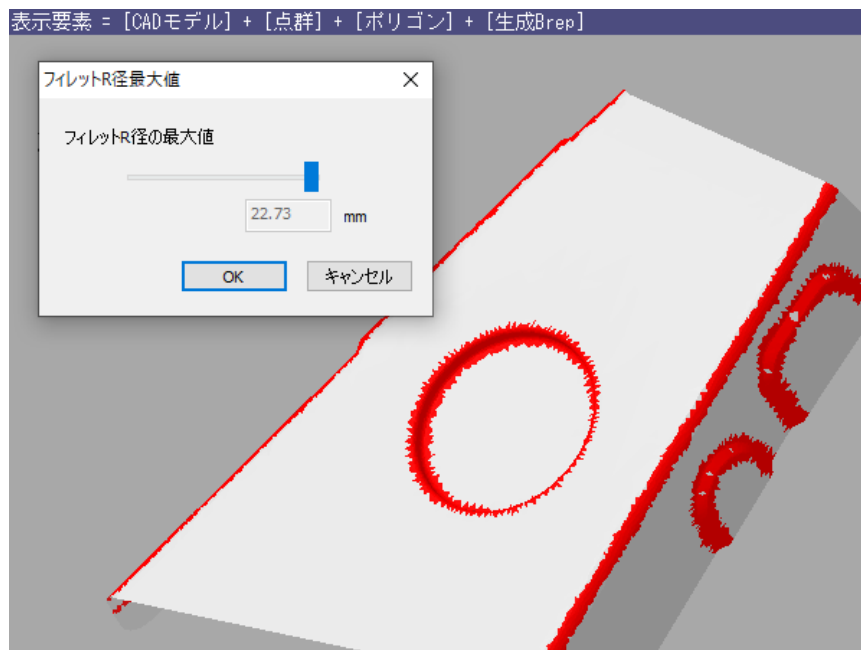 表示要素 = [CADモデル] + [点群] + [ポリゴン] + [生成Brep]
フィレットR径最大値
フィレットR径の最大値
22.73 mm
OK キャンセル